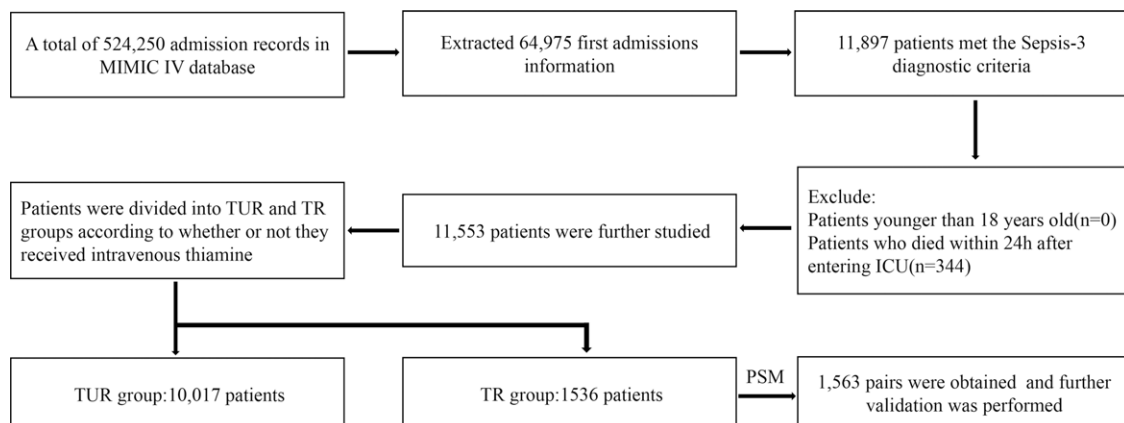 A total of 524,250 admission records in
MIMIC IV database
Extracted 64,975 first admissions
information
11,897 patients met the Sepsis-3
diagnostic criteria
Exclude:
Patients younger than 18 years old(n=0)
Patients who died within 24h after
entering ICU(n=344)
11,553 patients were further studied
Patients were divided into TUR and TR
groups according to whether or not they
received intravenous thiamine
TUR group:10,017 patients
TR group:1536 patients
PSM
1,563 pairs were obtained and further
validation was performed